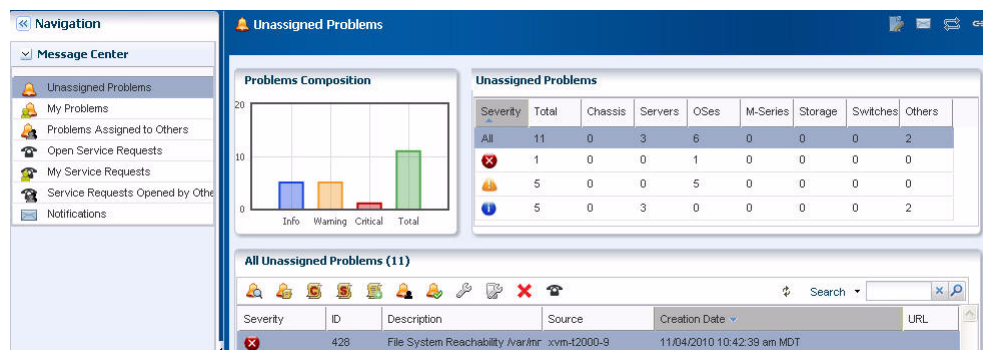 Navigation
Message Center
Unassigned Problems
My Problems
Problems Assigned to Others
Open Service Requests
My Service Requests
Service Requests Opened by Othe
Notifications
Unassigned Problems
Problems Composition
20
10
0
Info Warning Critical Total
Unassigned Problems
Severity Total Chassis Servers OSes M-Series Storage Switches Others
All 11 0 3 6 0 0 0 2
1 0 0 1 0 0 0 0
5 0 0 5 0 0 0 0
5 0 3 0 0 0 0 2
All Unassigned Problems (11)
Search
Severity ID Description Source Creation Date URL
428 File System Reachability /var/mr xvm-t2000-9 11/04/2010 10:42:39 am MDT